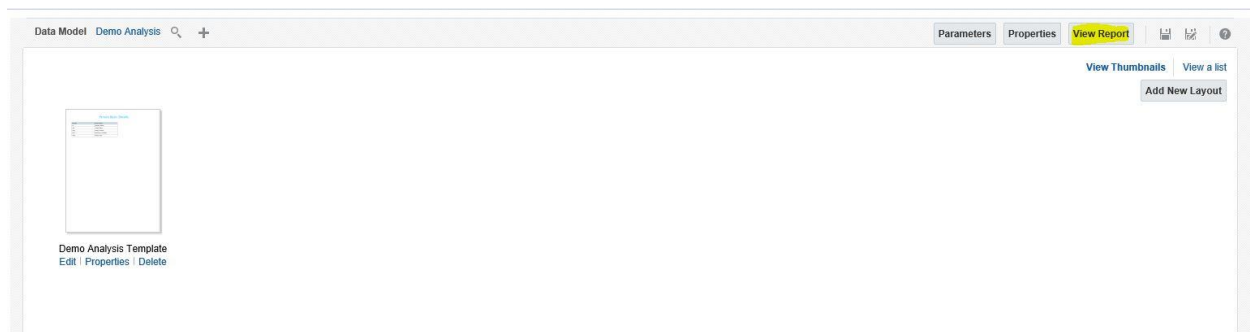 Data Model Demo Analysis Parameters Properties View Report
View Thumbnails View a list
Add New Layout
Demo Analysis Template
Edit | Properties | Delete